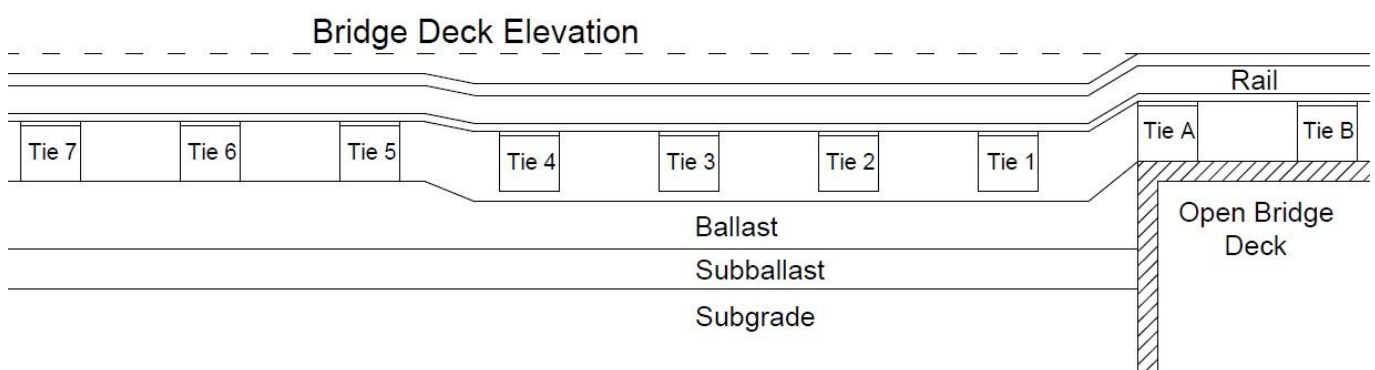 Bridge Deck Elevation
Rail
Tie 7 Tie 6 Tie 5 Tie 4 Tie 3 Tie 2 Tie 1 Tie A Tie B
Ballast
Open Bridge
Deck
Subballast
Subgrade